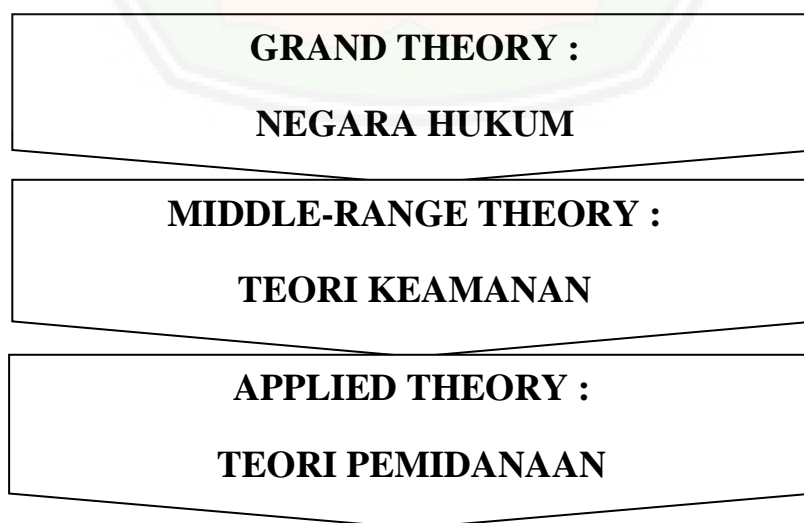 GRAND THEORY :
NEGARA HUKUM
MIDDLE-RANGE THEORY :
TEORI KEAMANAN
APPLIED THEORY :
TEORI PEMIDANAAN